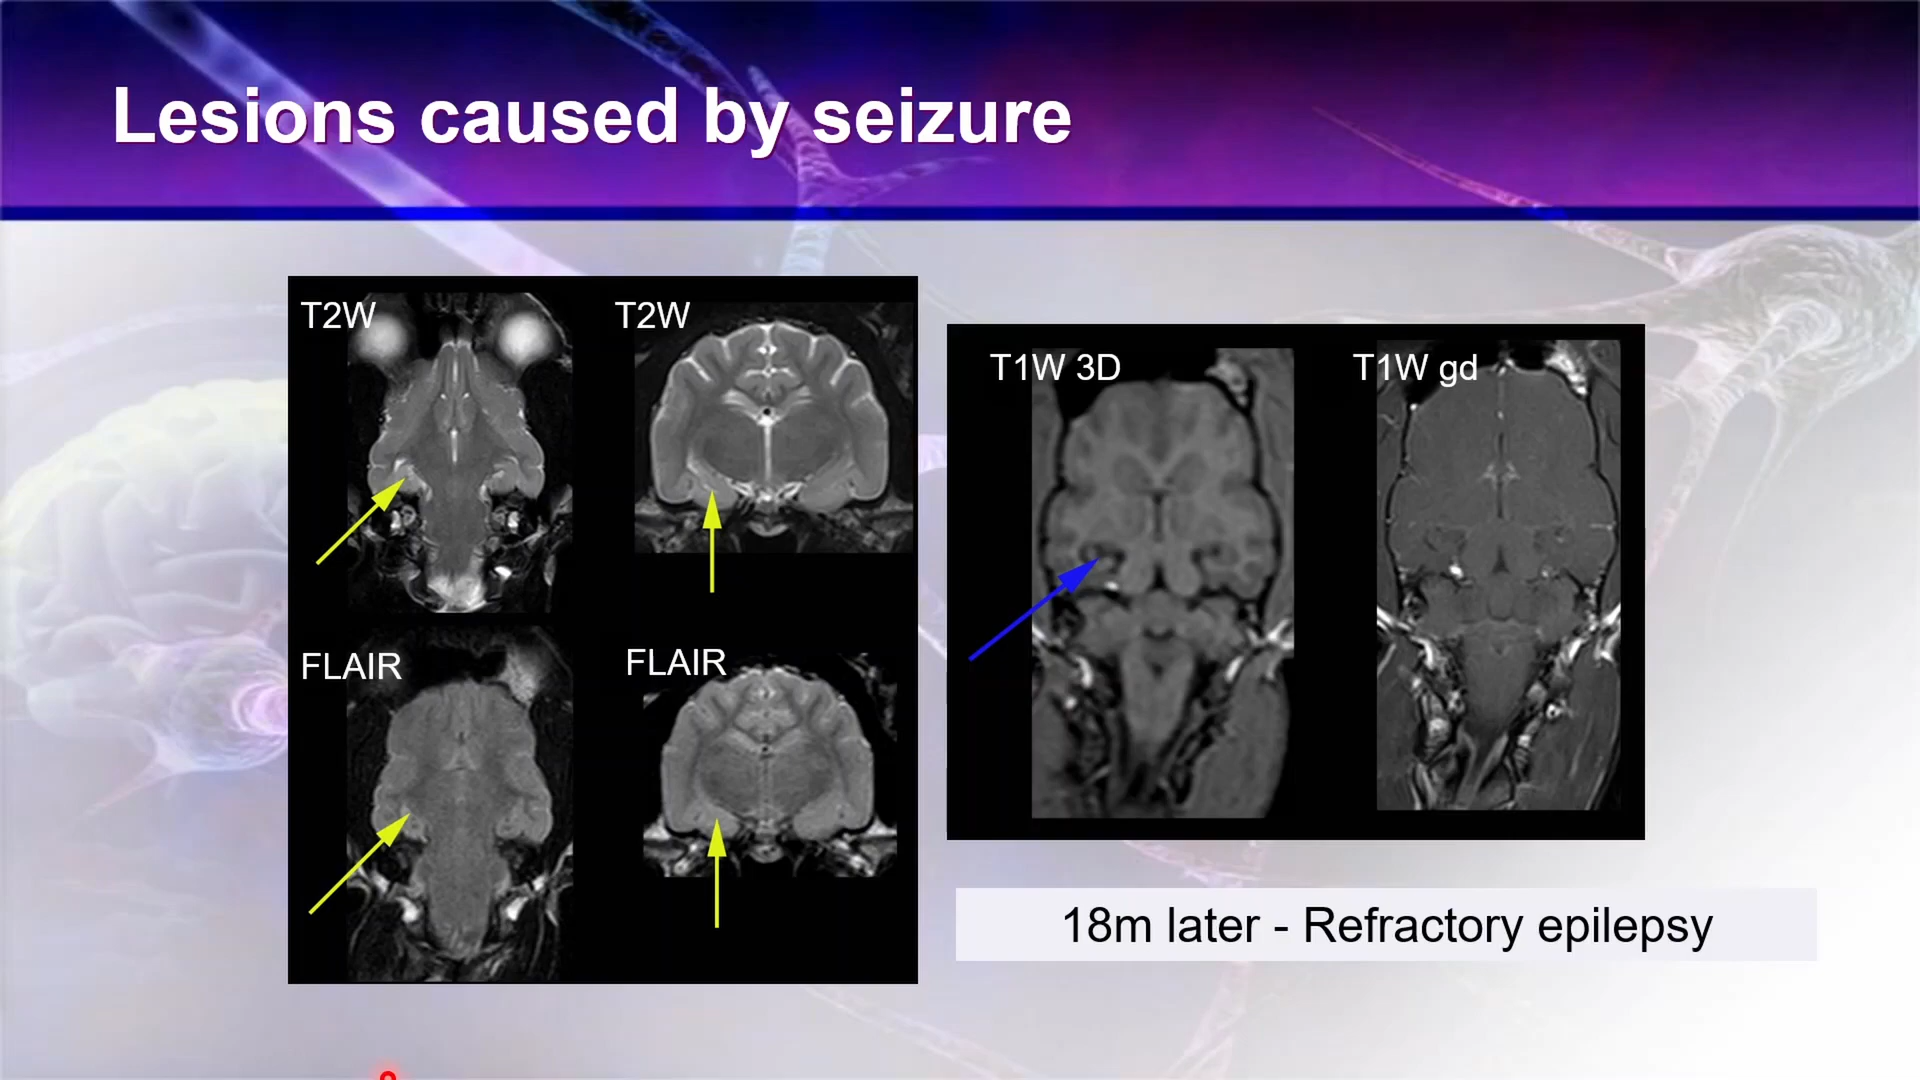 Lesions caused by seizure
T2W
T2W
FLAIR
FLAIR
T1W 3D
T1W gd
18m later - Refractory epilepsy